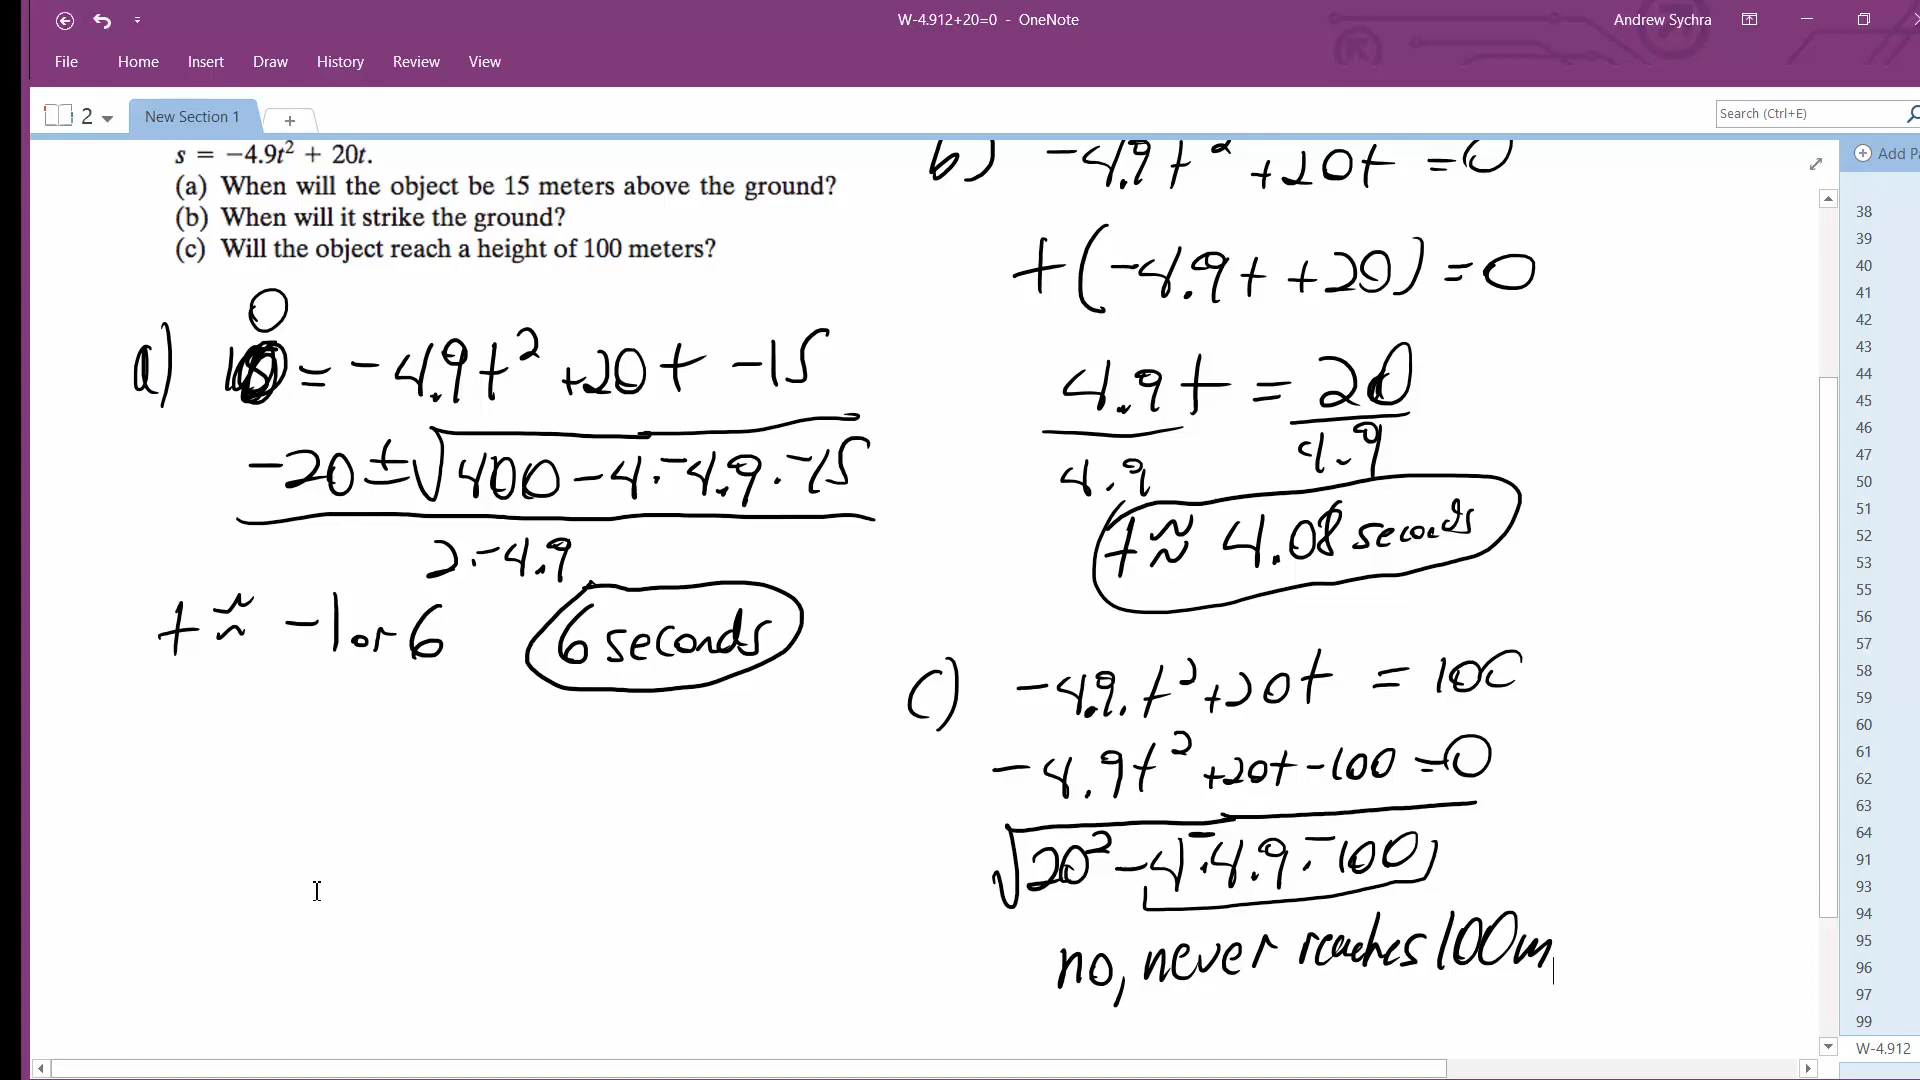 W-4.912+20=0 - OneNote
Andrew Sychra
File Home Insert Draw History Review View
2
New Section 1
+
Search (Ctrl+E)
s = −4.9t² + 20t.
(a) When will the object be 15 meters above the ground?
(b) When will it strike the ground?
(c) Will the object reach a height of 100 meters?
0
a) = -4.9t² +20t -15
-20 ± √400 - 4 · -4.9 · -15
2 · -4.9
t ≈ -1 or 6
6 seconds
b) -4.9t² +20t = 0
t(-4.9t +20) = 0
4.9t = 20
4.9 4.9
t ≈ 4.08 seconds
c) -4.9 · t² +20t = 100
-4.9t² +20t -100 = 0
√20² - 4 · -4.9 · -100
no, never reaches 100m
Add Pa
38
39
40
41
42
43
44
45
46
47
50
51
52
53
55
56
57
58
59
60
61
62
63
64
91
93
94
95
96
97
99
W-4.912